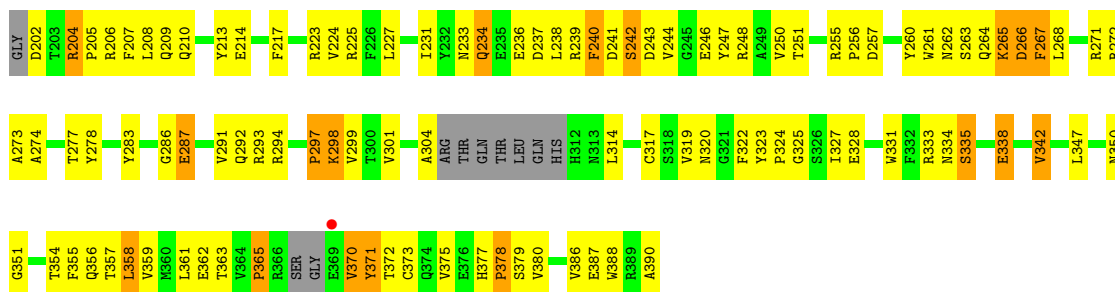 GLY D202 T203 R204 P205 R206 F207 L208 Q209 Q210 Y213 E214 F217 R223 V224 R225 F226 L227 I231 Y232 N233 Q234 E235 E236 D237 L238 R239 F240 D241 S242 D243 V244 G245 E246 Y247 R248 A249 V250 T251 R255 P256 D257 Y260 W261 N262 S263 Q264 K265 D266 F267 L268 R271 R272
A273 A274 T277 Y278 Y283 G286 E287 V291 Q292 R293 R294 P297 K298 V299 T300 V301 A304 ARG THR GLN THR LEU GLN HIS H312 N313 L314 C317 S318 V319 N320 G321 F322 Y323 P324 G325 S326 I327 E328 W331 F332 R333 N334 S335 E338 V342 L347 N350
G351 T354 F355 Q356 T357 L358 V359 M360 L361 E362 T363 V364 P365 R366 SER GLY E369 V370 Y371 T372 C373 Q374 V375 E376 H377 P378 S379 V380 V386 E387 W388 R389 A390